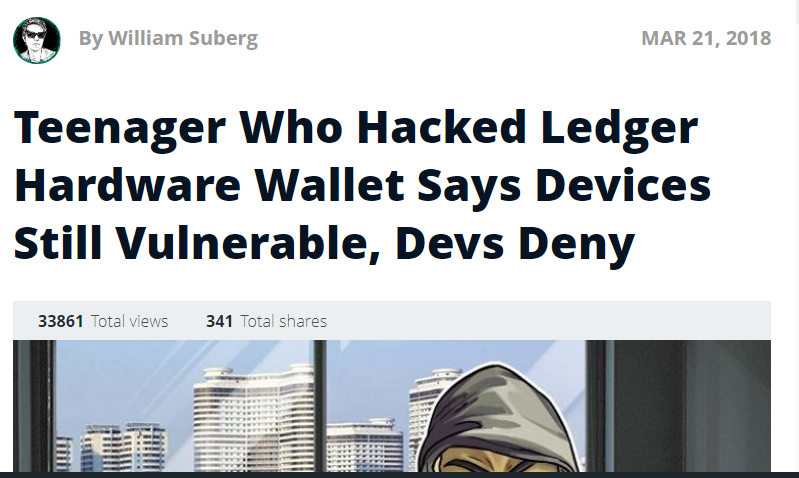 By William Suberg
MAR 21, 2018
Teenager Who Hacked Ledger
Hardware Wallet Says Devices
Still Vulnerable, Devs Deny
33861 Total views 341 Total shares